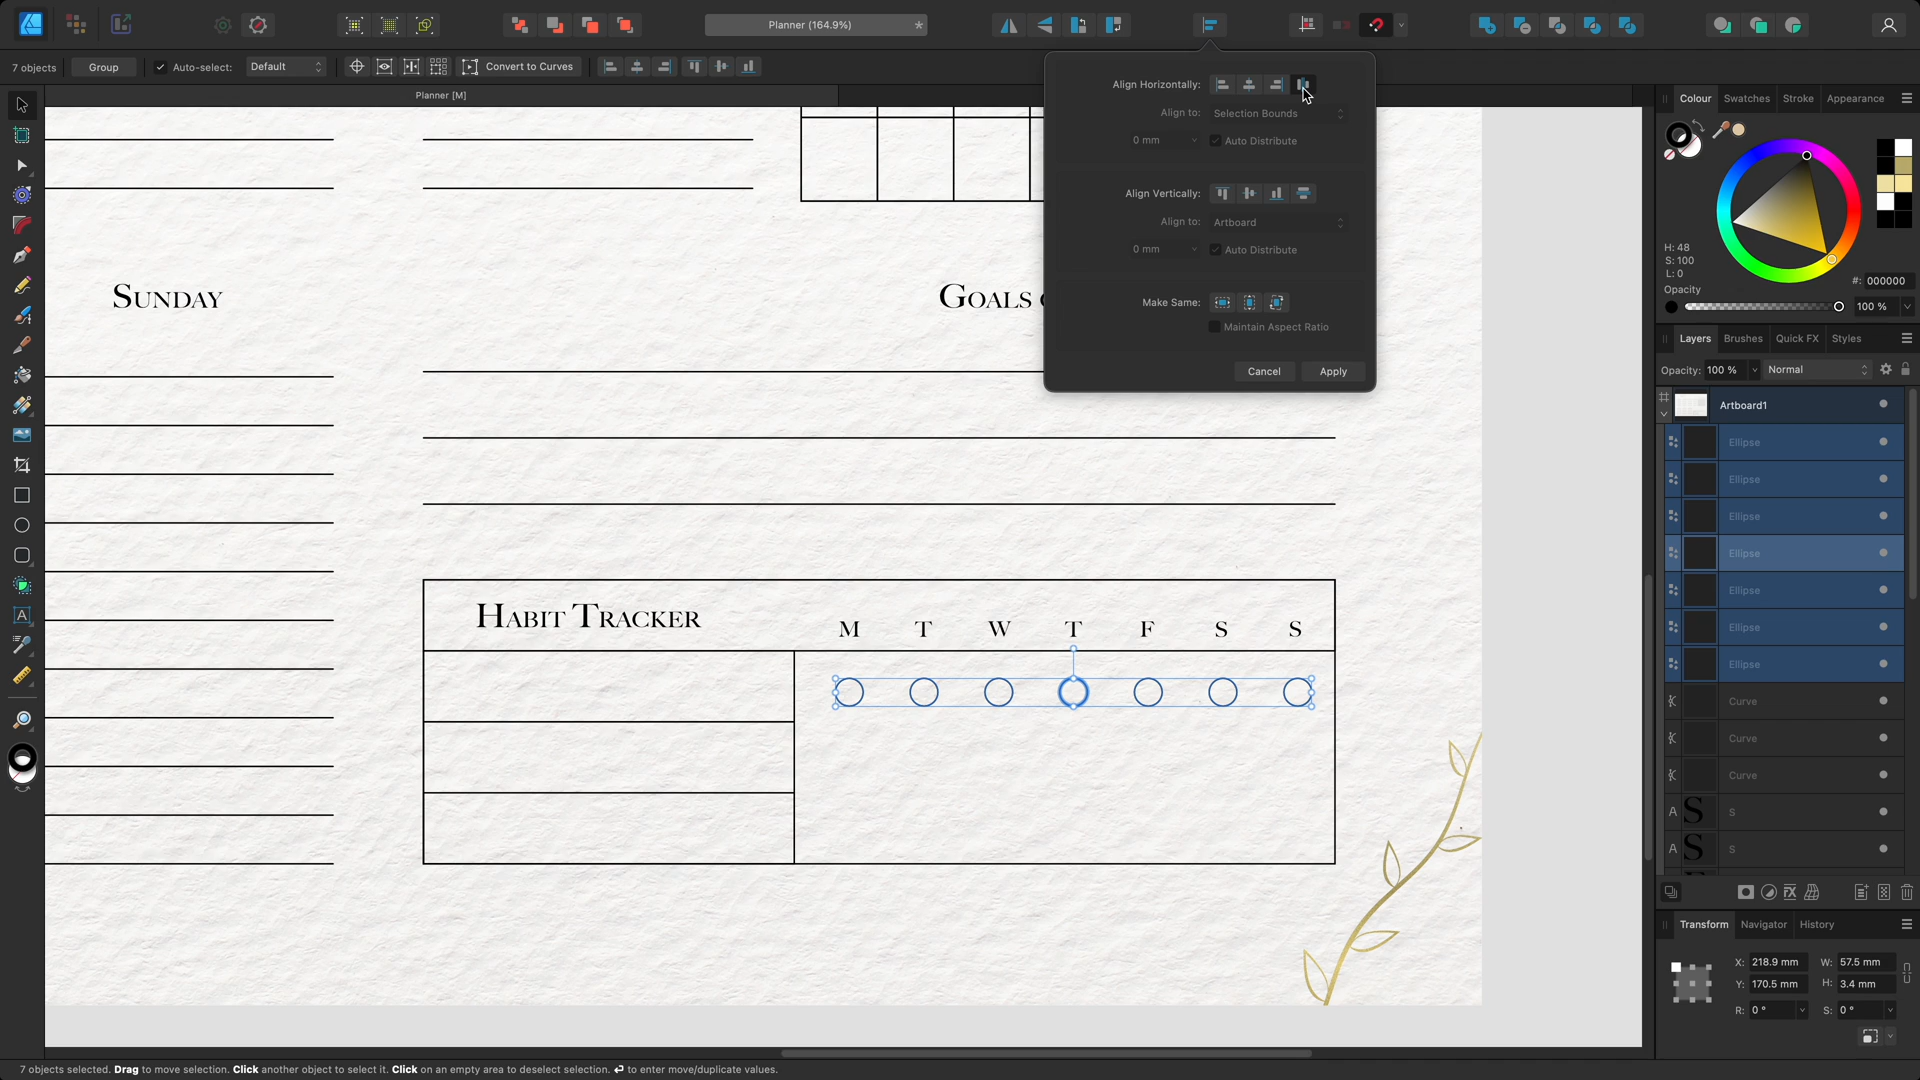 Planner (164.9%)
*
7 objects
Group
Auto-select:
Default
Convert to Curves
Planner [M]
Align Horizontally:
Align to:
Selection Bounds
0 mm
Auto Distribute
Align Vertically:
Align to:
Artboard
0 mm
Auto Distribute
Make Same:
Maintain Aspect Ratio
Cancel
Apply
Sunday
Goals
Habit Tracker
M T W T F S S
Colour
Swatches
Stroke
Appearance
H: 48
S: 100
L: 0
#: 000000
Opacity
100 %
Layers
Brushes
Quick FX
Styles
Opacity: 100 %
Normal
Artboard1
Ellipse
Ellipse
Ellipse
Ellipse
Ellipse
Ellipse
Ellipse
Curve
Curve
Curve
A S S
A S S
Transform
Navigator
History
X: 218.9 mm W: 57.5 mm
Y: 170.5 mm H: 3.4 mm
R: 0 ° S: 0 °
7 objects selected. Drag to move selection. Click another object to select it. Click on an empty area to deselect selection. ⏎ to enter move/duplicate values.